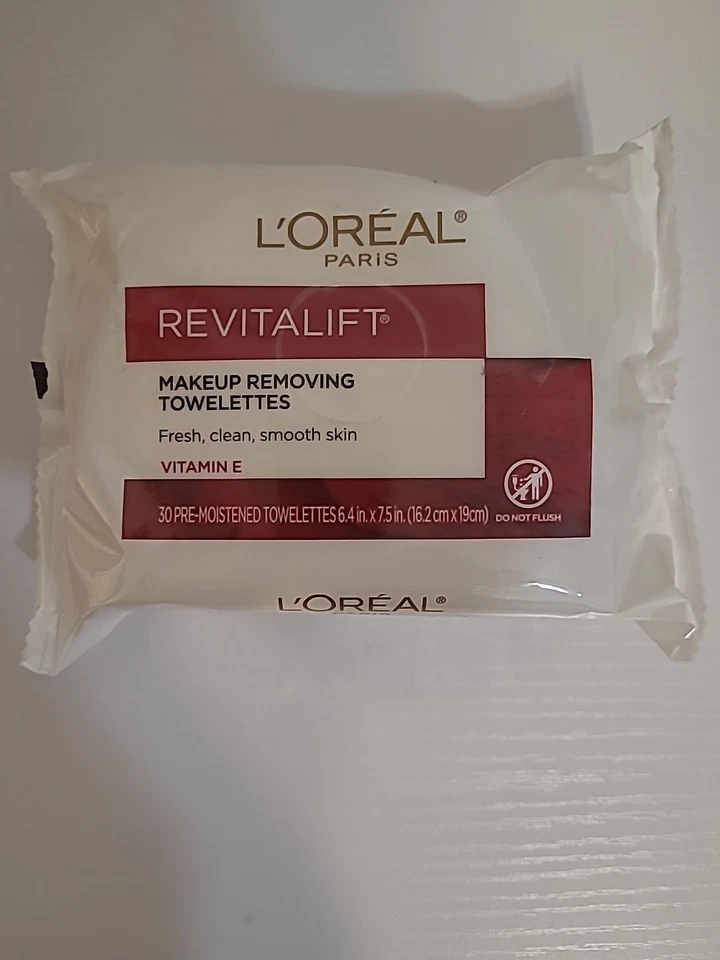 L'ORÉAL®
PARiS
REVITALIFT®
MAKEUP REMOVING
TOWELETTES
Fresh, clean, smooth skin
VITAMIN E
30 PRE-MOISTENED TOWELETTES 6.4 in. x 7.5 in. (16.2 cm x 19cm)
DO NOT FLUSH
L'ORÉAL®